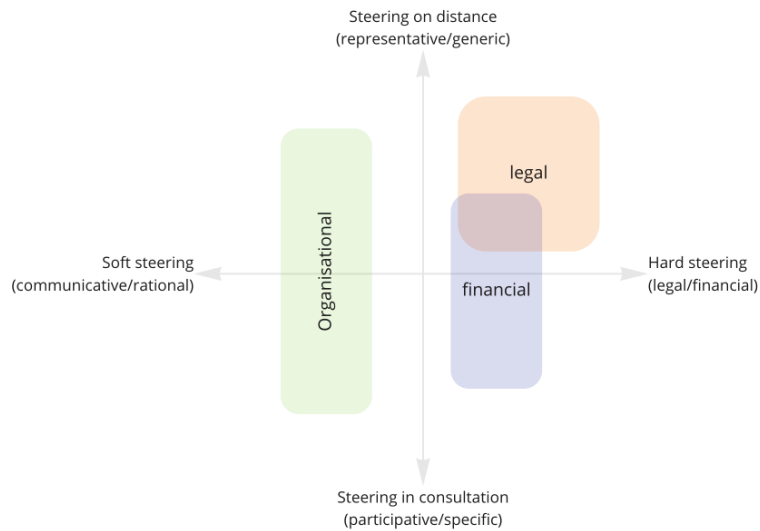 Steering on distance
(representative/generic)
legal
Organisational
Soft steering
(communicative/rational)
Hard steering
(legal/financial)
financial
Steering in consultation
(participative/specific)